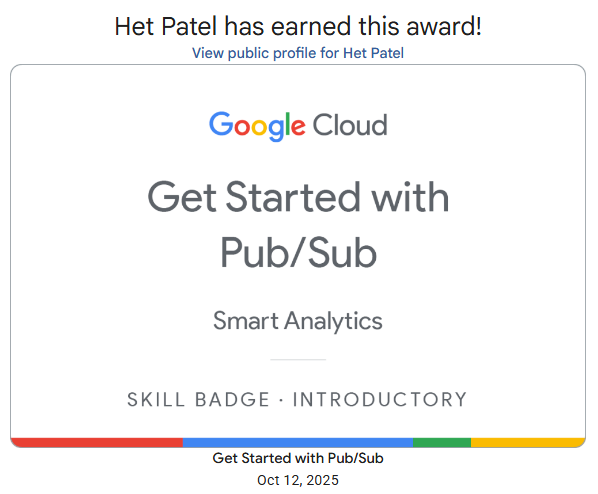 Het Patel has earned this award!
View public profile for Het Patel
Google Cloud
Get Started with
Pub/Sub
Smart Analytics
SKILL BADGE · INTRODUCTORY
Get Started with Pub/Sub
Oct 12, 2025